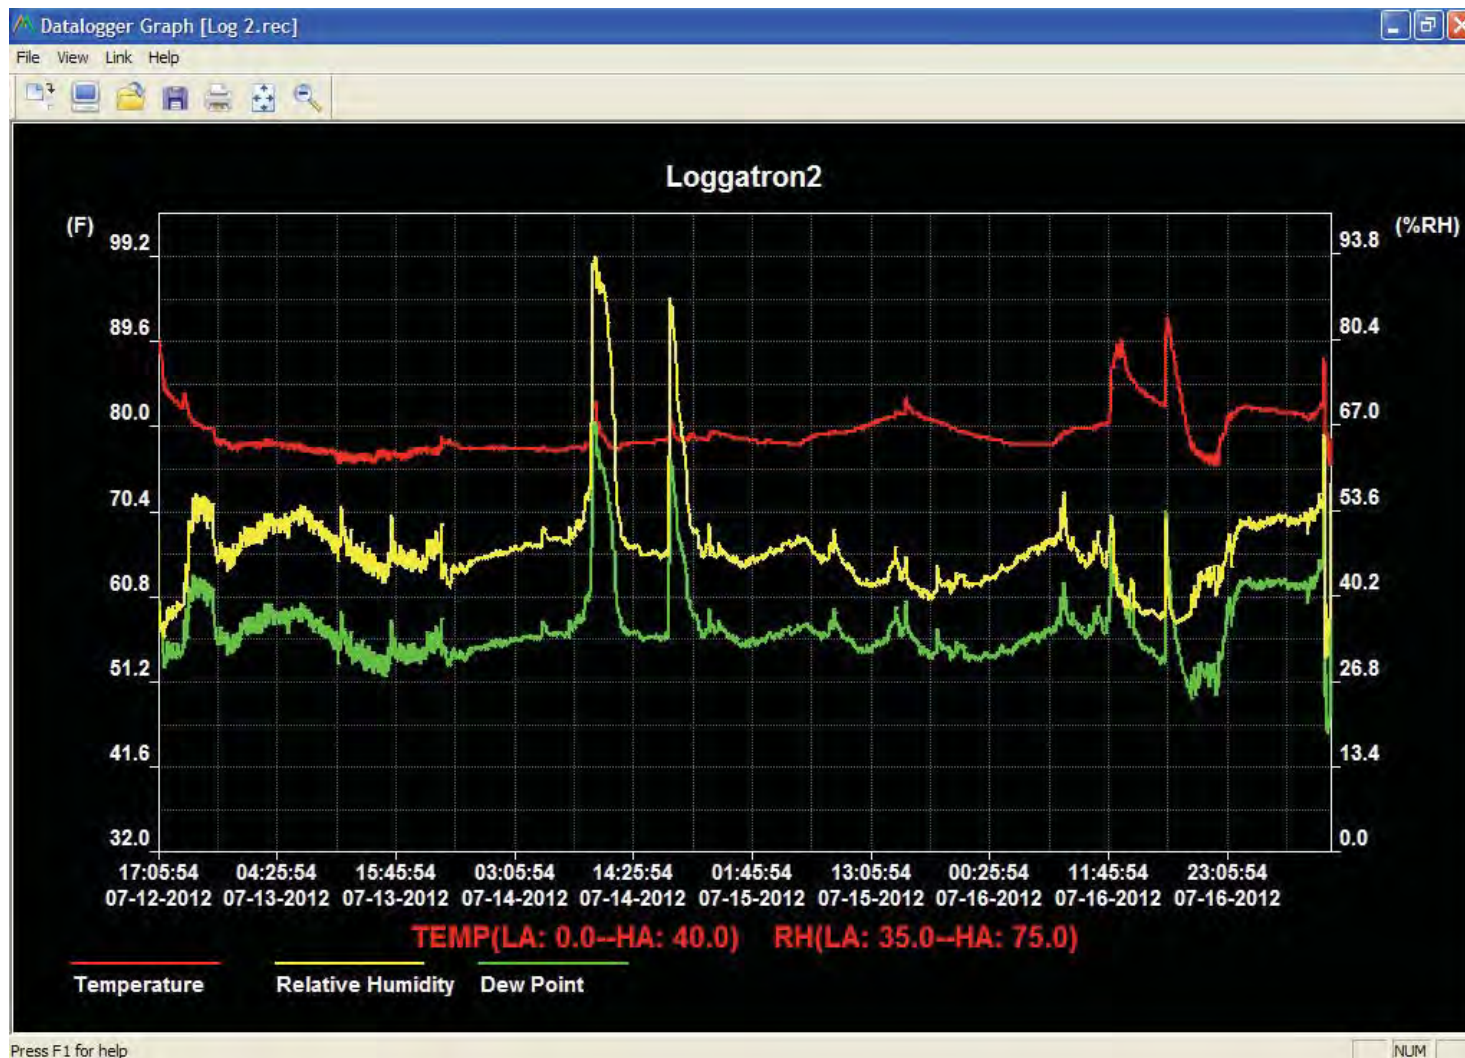 Datalogger Graph [Log 2.rec]
File View Link Help
Loggatron2
(F) (%RH)
99.2 93.8
89.6 80.4
80.0 67.0
70.4 53.6
60.8 40.2
51.2 26.8
41.6 13.4
32.0 0.0
17:05:54 04:25:54 15:45:54 03:05:54 14:25:54 01:45:54 13:05:54 00:25:54 11:45:54 23:05:54
07-12-2012 07-13-2012 07-13-2012 07-14-2012 07-14-2012 07-15-2012 07-15-2012 07-16-2012 07-16-2012 07-16-2012
TEMP(LA: 0.0--HA: 40.0) RH(LA: 35.0--HA: 75.0)
Temperature Relative Humidity Dew Point
Press F1 for help NUM